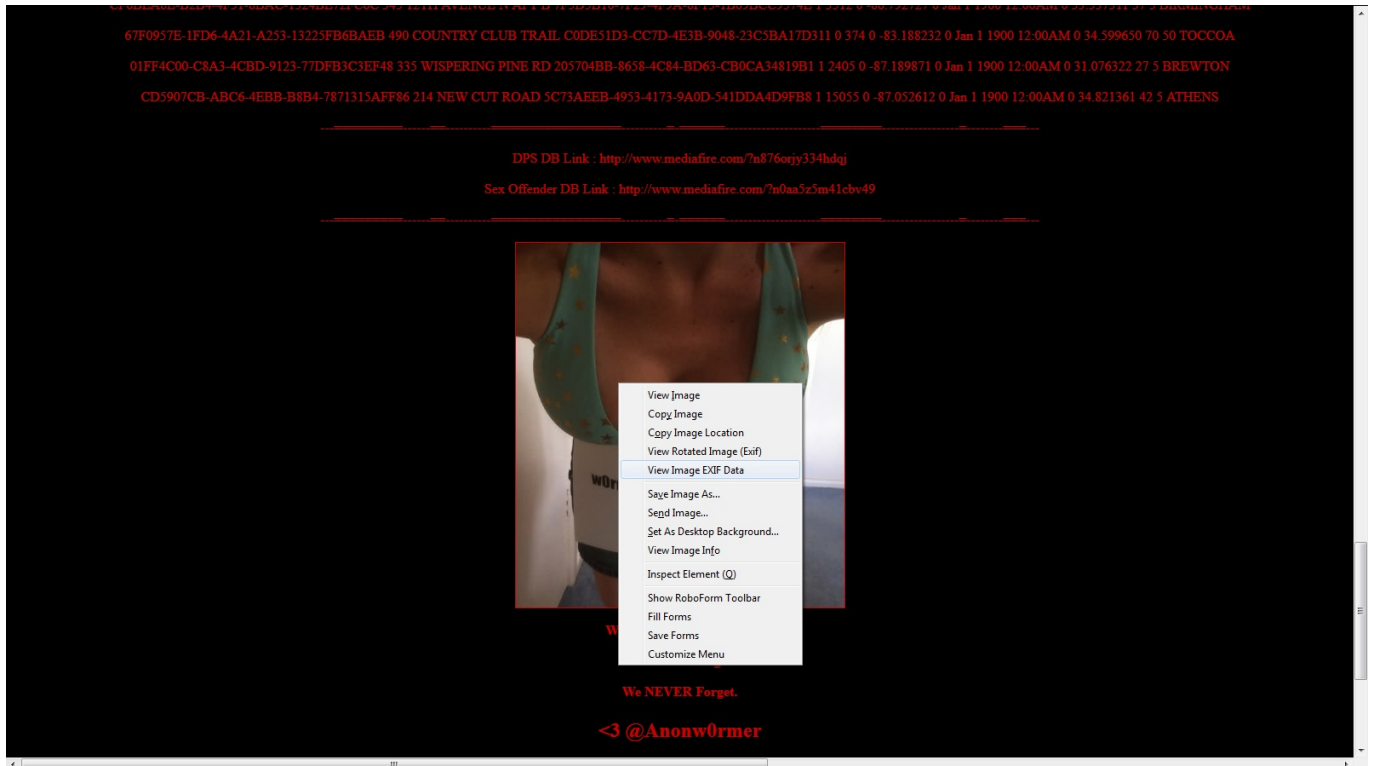 67F0957E-1FD6-4A21-A253-13225FB6BAEB 490 COUNTRY CLUB TRAIL C0DE51D3-CC7D-4E3B-9048-23C5BA17D311 0 374 0 -83.188232 0 Jan 1 1900 12:00AM 0 34.599650 70 50 TOCCOA
01FF4C00-C8A3-4CBD-9123-77DFB3C3EF48 335 WISPERING PINE RD 205704BB-8658-4C84-BD63-CB0CA34819B1 1 2405 0 -87.189871 0 Jan 1 1900 12:00AM 0 31.076322 27 5 BREWTON
CD5907CB-ABC6-4EBB-B8B4-7871315AFF86 214 NEW CUT ROAD 5C73AEEB-4953-4173-9A0D-541DDA4D9FB8 1 15055 0 -87.052612 0 Jan 1 1900 12:00AM 0 34.821361 42 5 ATHENS
DPS DB Link : http://www.mediafire.com/?n876orjy334hdqj
Sex Offender DB Link : http://www.mediafire.com/?n0aa5z5m41cbv49
View Image
Copy Image
Copy Image Location
View Rotated Image (Exif)
View Image EXIF Data
Save Image As...
Send Image...
Set As Desktop Background...
View Image Info
Inspect Element (Q)
Show RoboForm Toolbar
Fill Forms
Save Forms
Customize Menu
We NEVER Forget.
<3 @Anonw0rmer